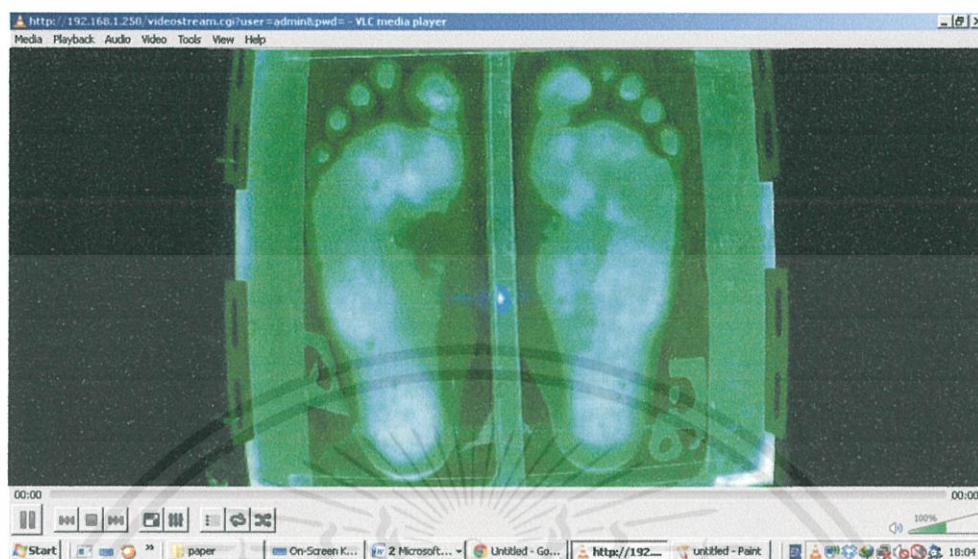 http://192.168.1.250/videostream.cgi?user=admin&pwd= - VLC media player
Media Playback Audio Video Tools View Help
00:00 00:00
100%
Start » paper On-Screen K... 2 Microsoft... Untitled - Go... http://192.... untitled - Paint 18:04